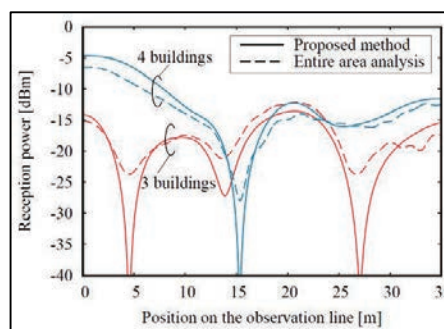 0
-5
-10
-15
-20
-25
-30
-35
-40
Reception power [dBm]
Proposed method
Entire area analysis
4 buildings
3 buildings
0 5 10 15 20 25 30 35
Position on the observation line [m]